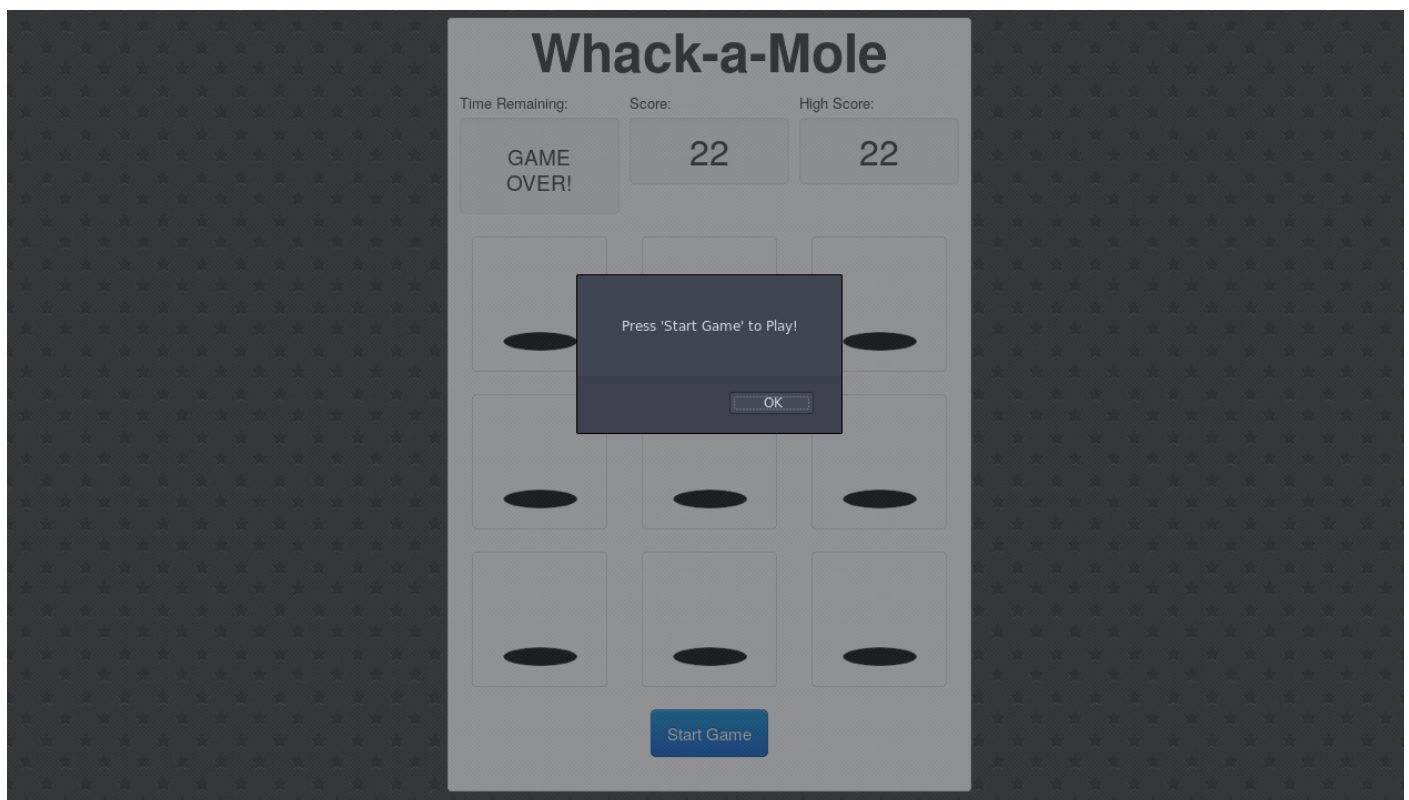 Whack-a-Mole
Time Remaining: Score: High Score:
GAME
OVER!
22
22
Press 'Start Game' to Play!
OK
Start Game